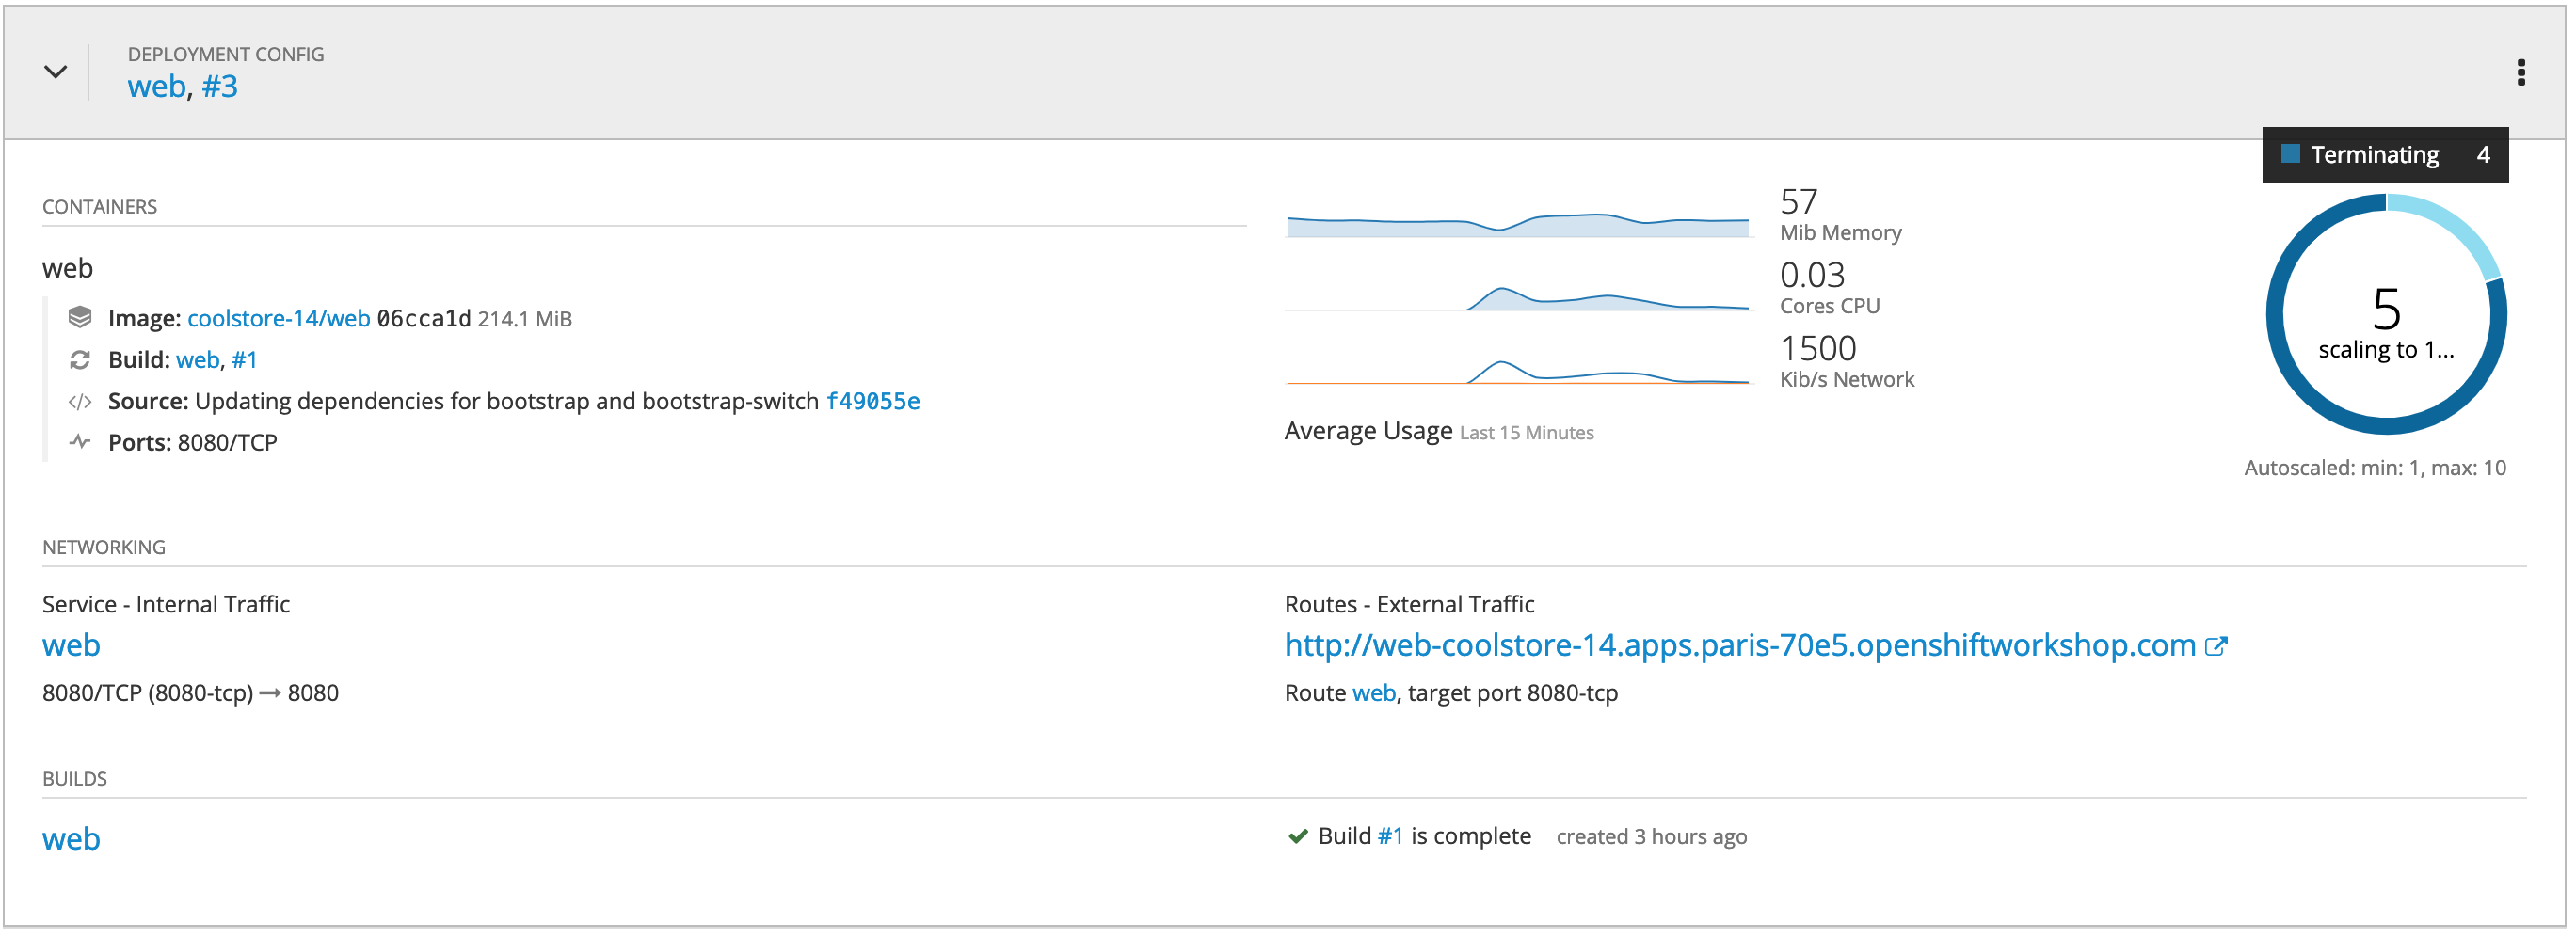 DEPLOYMENT CONFIG
web, #3
Terminating 4
CONTAINERS
web
Image: coolstore-14/web 06cca1d 214.1 MiB
Build: web, #1
Source: Updating dependencies for bootstrap and bootstrap-switch f49055e
Ports: 8080/TCP
57
Mib Memory
0.03
Cores CPU
1500
Kib/s Network
Average Usage Last 15 Minutes
5
scaling to 1...
Autoscaled: min: 1, max: 10
NETWORKING
Service - Internal Traffic
web
8080/TCP (8080-tcp) → 8080
Routes - External Traffic
http://web-coolstore-14.apps.paris-70e5.openshiftworkshop.com
Route web, target port 8080-tcp
BUILDS
web
Build #1 is complete created 3 hours ago